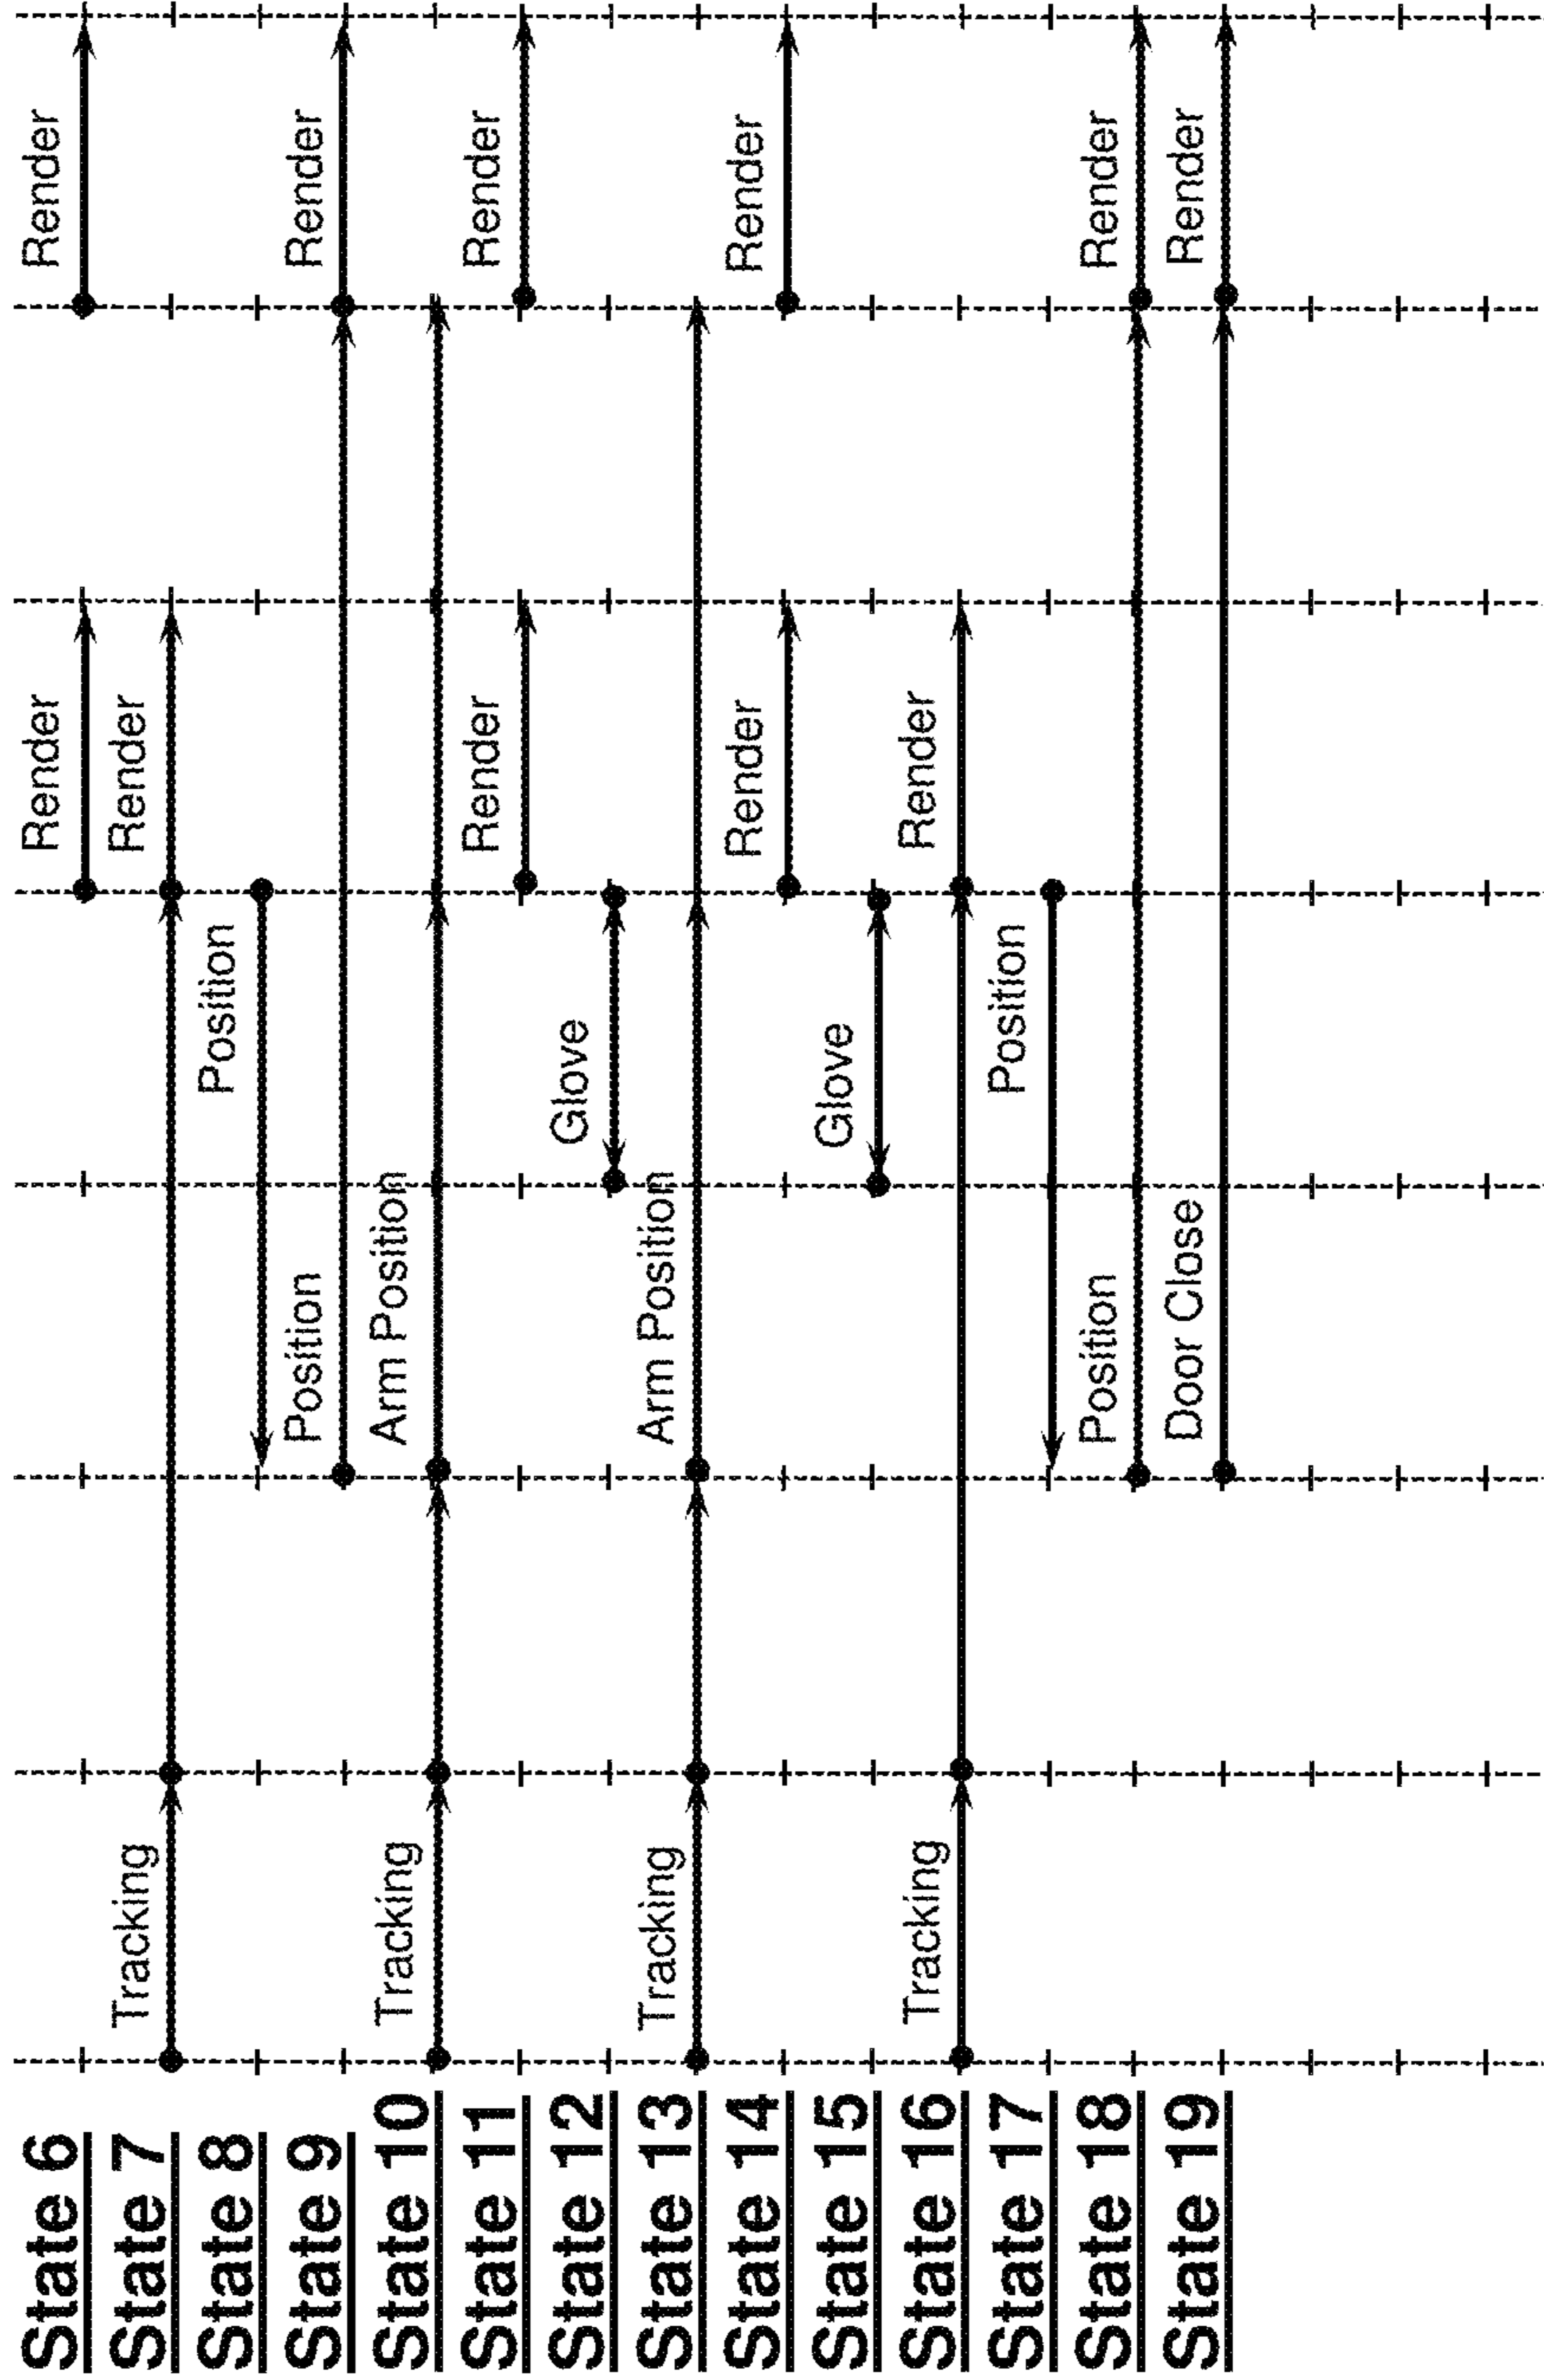 State 6 Render Render
State 7 Tracking Render
State 8 Position
State 9 Position Render
State 10 Tracking Arm Position
State 11 Render Render
State 12 Glove
State 13 Tracking Arm Position
State 14 Render Render
State 15 Glove
State 16 Tracking Render
State 17 Position
State 18 Position Render
State 19 Door Close Render